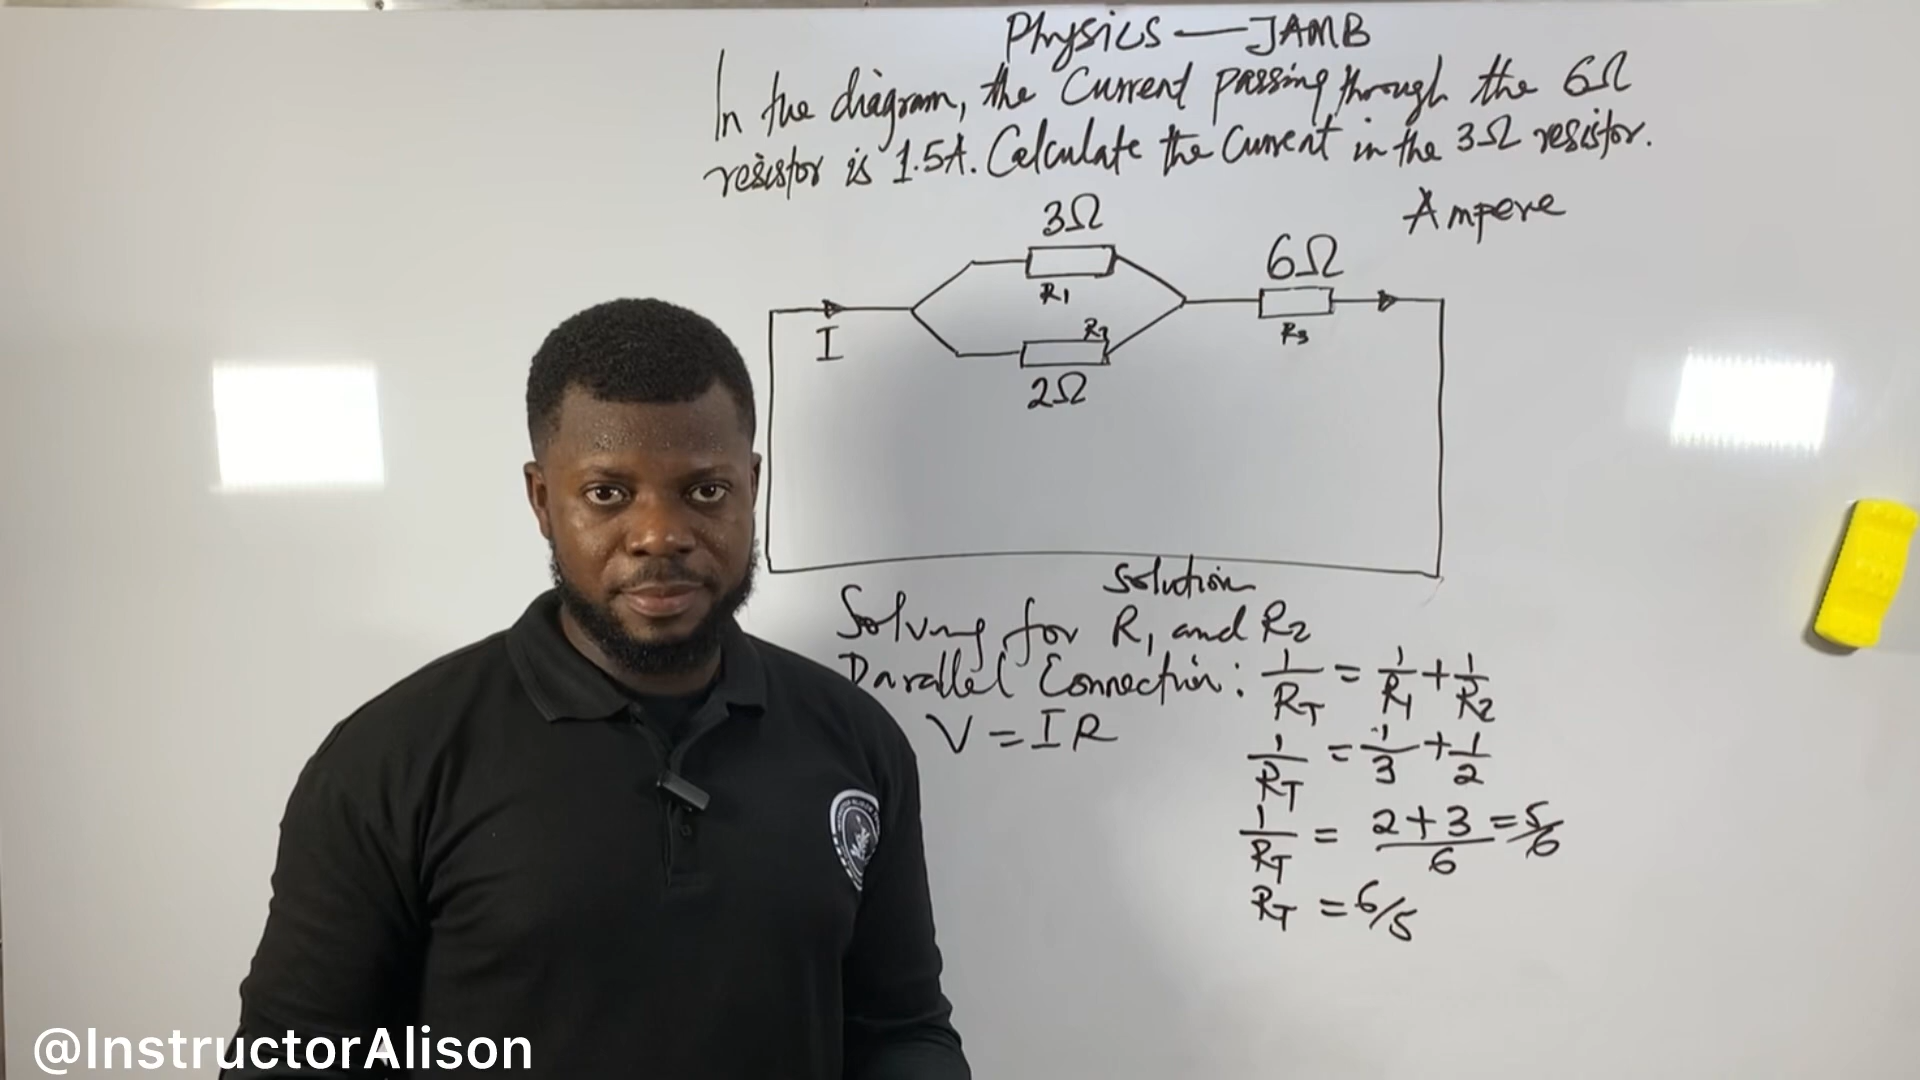 Physics — JAMB
In the diagram, the Current passing through the 6Ω
resistor is 1.5A. Calculate the Current in the 3Ω resistor.
Ampere
3Ω
R1
6Ω
R3
I
R2
2Ω
Solution
Solving for R1 and R2
Parallel Connection: 1/RT = 1/R1 + 1/R2
V = IR
1/RT = 1/3 + 1/2
1/RT = 2+3/6 = 5/6
RT = 6/5
@InstructorAlison